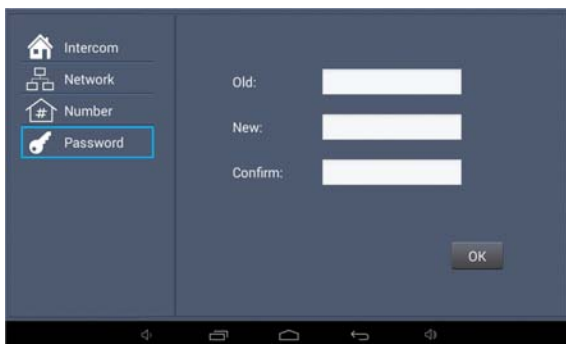 Intercom
Network
#
Number
Password
Old:
New:
Confirm:
OK